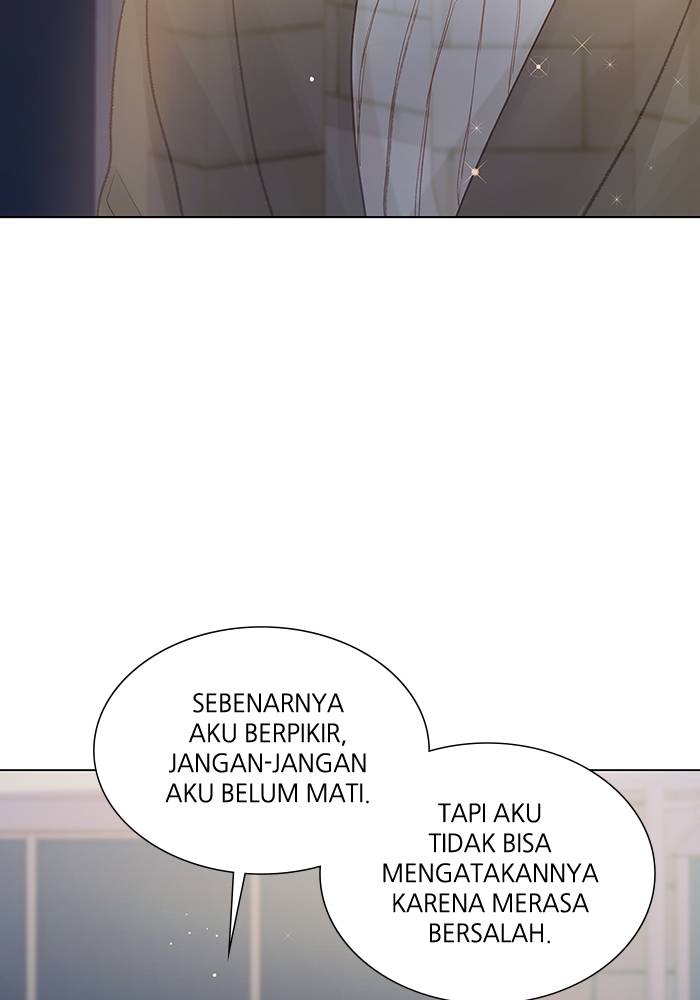 SEBENARNYA
AKU BERPIKIR,
JANGAN-JANGAN
AKU BELUM MATI.
TAPI AKU
TIDAK BISA
MENGATAKANNYA
KARENA MERASA
BERSALAH.